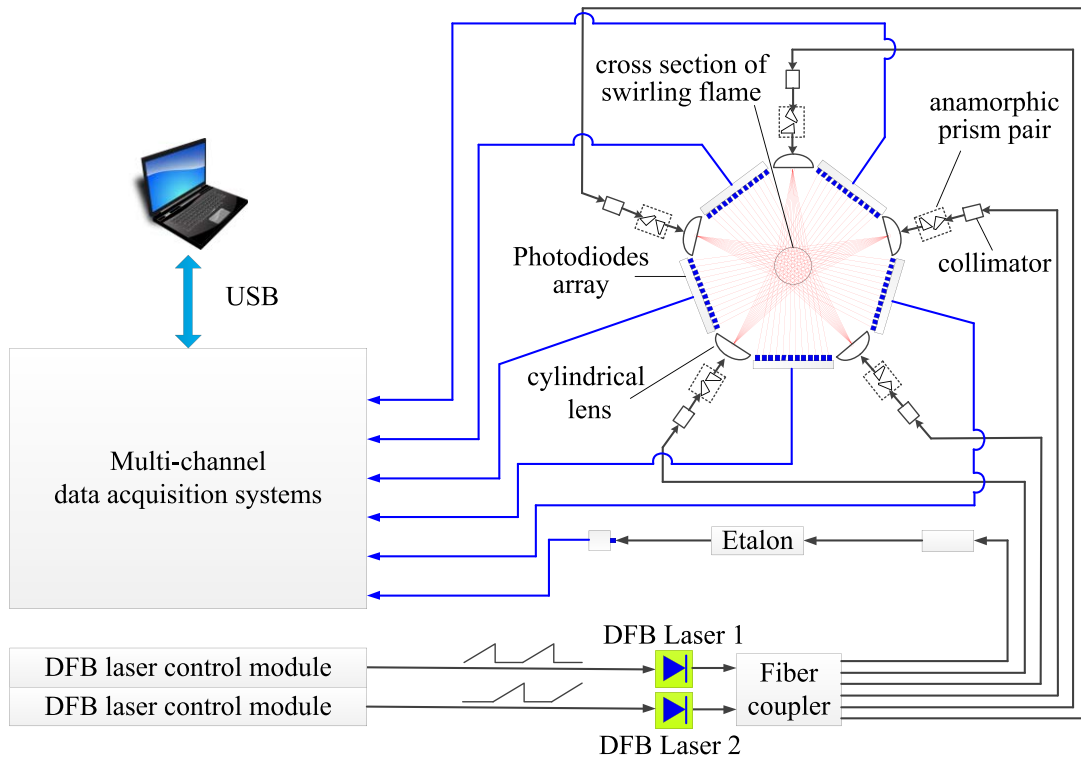 cross section of
swirling flame
anamorphic
prism pair
Photodiodes
array
collimator
USB
cylindrical
lens
Multi-channel
data acquisition systems
Etalon
DFB Laser 1
DFB laser control module
DFB laser control module
Fiber
coupler
DFB Laser 2